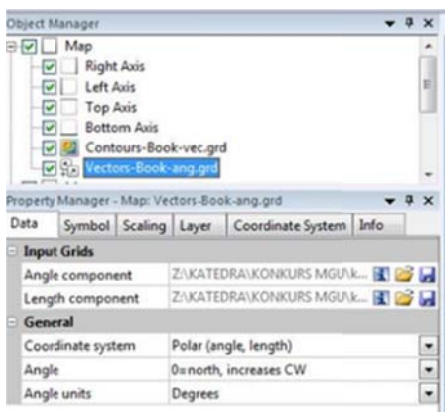 Object Manager
Map
Right Axis
Left Axis
Top Axis
Bottom Axis
Contours-Book-vec.grd
Vectors-Book-ang.grd
Property Manager - Map: Vectors-Book-ang.grd
Data Symbol Scaling Layer Coordinate System Info
Input Grids
Angle component Z:\KATEDRA\KONKURS MGU\k...
Length component Z:\KATEDRA\KONKURS MGU\k...
General
Coordinate system Polar (angle, length)
Angle 0=north, increases CW
Angle units Degrees